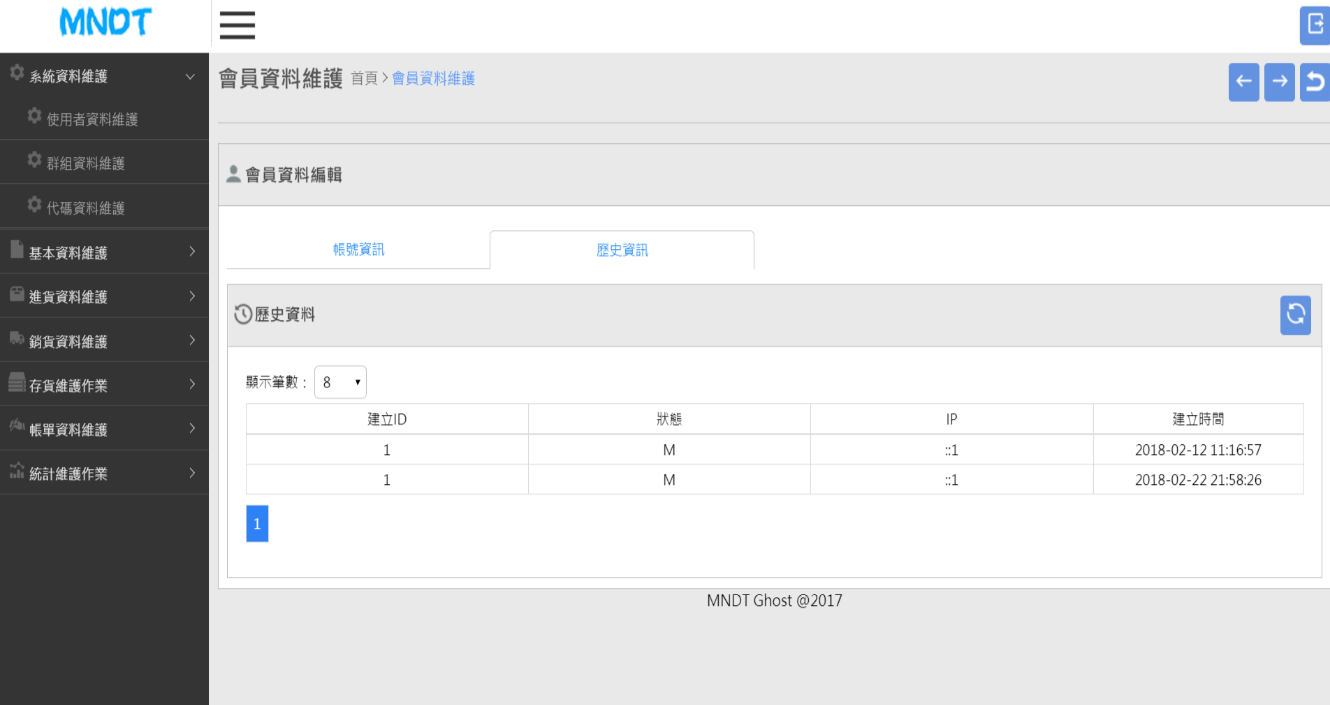 MNDT
系統資料維護
使用者資料維護
群組資料維護
代碼資料維護
基本資料維護
進貨資料維護
銷貨資料維護
存貨維護作業
帳單資料維護
統計維護作業
會員資料維護 首頁 > 會員資料維護
會員資料編輯
帳號資訊 歷史資訊
歷史資料
顯示筆數 : 8
建立ID 狀態 IP 建立時間
1 M ::1 2018-02-12 11:16:57
1 M ::1 2018-02-22 21:58:26
1
MNDT Ghost @2017